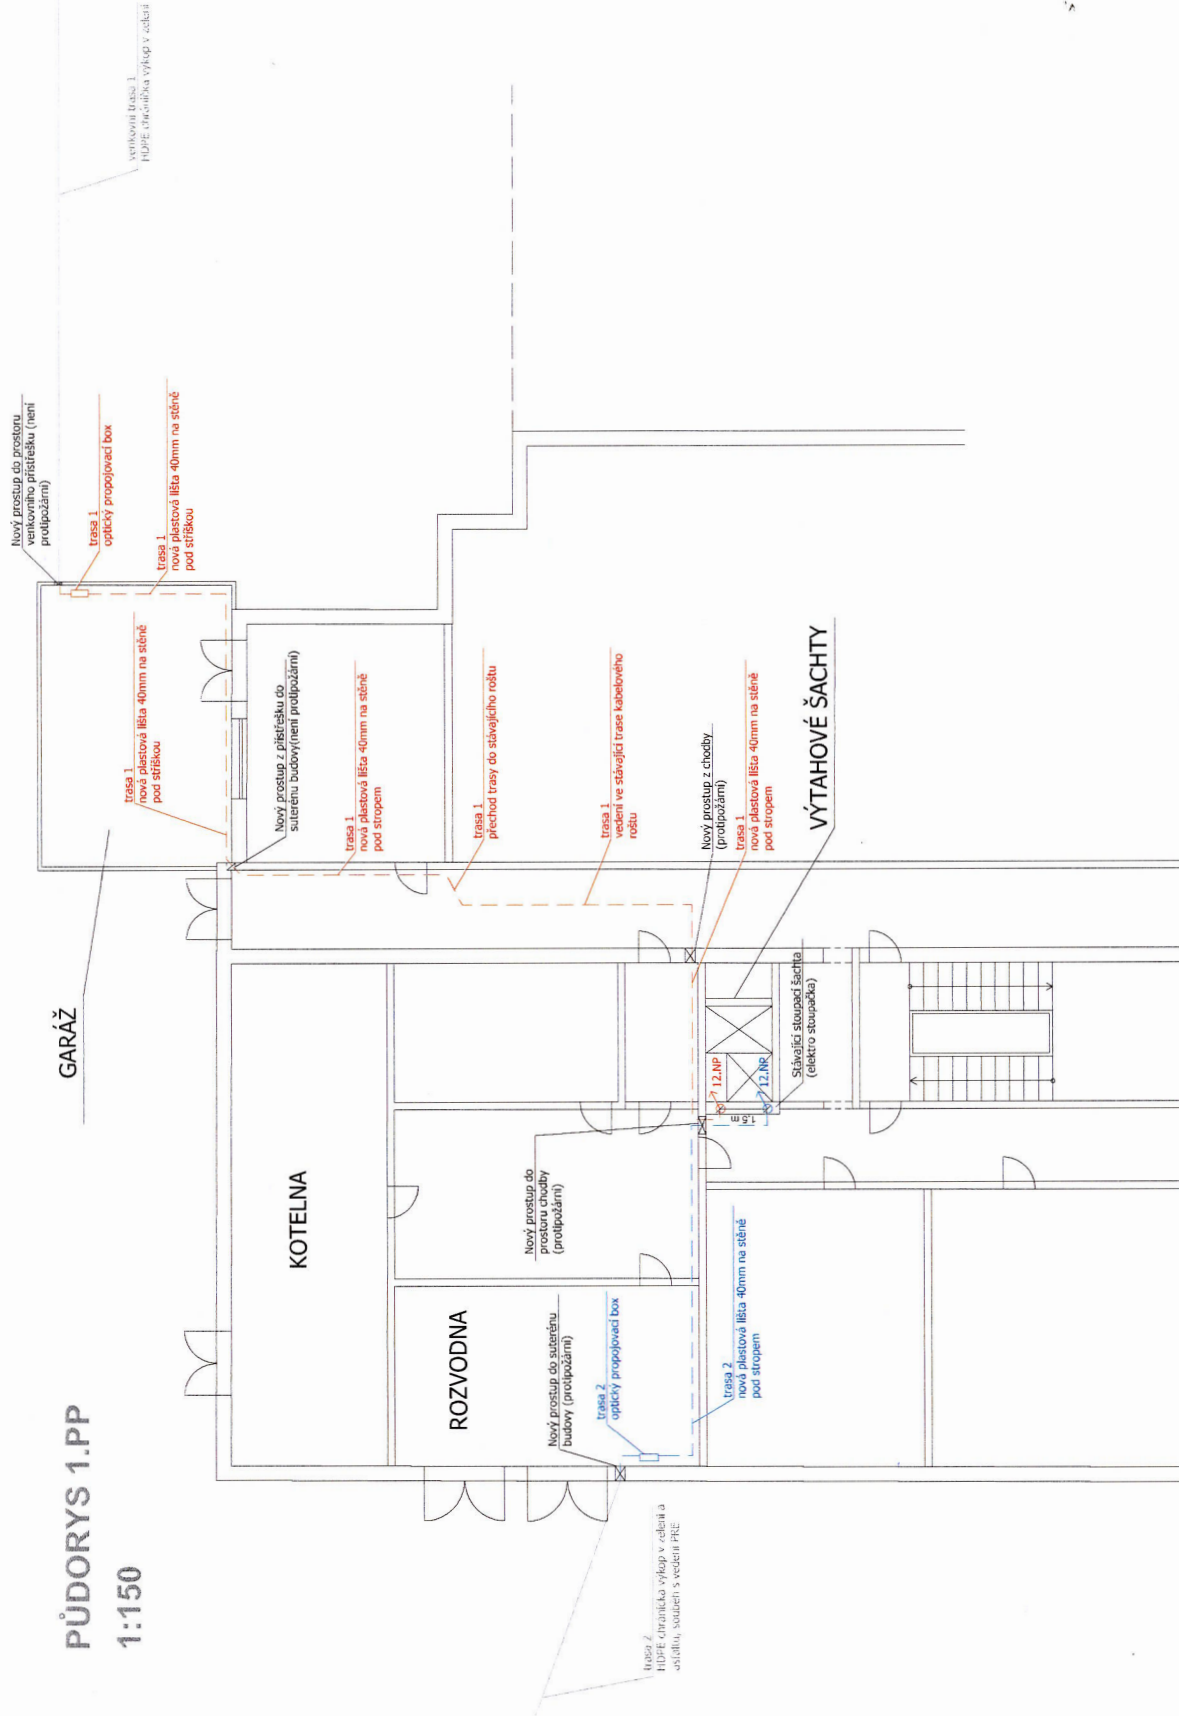 PŮDORYS 1.PP
1:150
GARÁŽ
KOTELNA
ROZVODNA
VÝTAHOVÉ ŠACHTY
venkovní trasa 1
HDPE chránička výkop v zeleni
Nový prostup do prostoru
venkovního přístřešku (není
protipožární)
trasa 1
optický propojovací box
trasa 1
nová plastová lišta 40mm na stěně
pod stříškou
trasa 1
nová plastová lišta 40mm na stěně
pod stříškou
Nový prostup z přístřešku do
suterénu budovy(není protipožární)
trasa 1
nová plastová lišta 40mm na stěně
pod stropem
trasa 1
přechod trasy do stávajícího roštu
trasa 1
vedení ve stávající trase kabelového
roštu
Nový prostup z chodby
(protipožární)
trasa 1
nová plastová lišta 40mm na stěně
pod stropem
Stávající stoupací šachta
(elektro stoupačka)
12.NP
12.NP
1,5 m
Nový prostup do
prostoru chodby
(protipožární)
Nový prostup do suterénu
budovy (protipožární)
trasa 2
optický propojovací box
trasa 2
nová plastová lišta 40mm na stěně
pod stropem
trasa 2
HDPE chránička výkop v zeleni a
asfaltu, souběh s vedení PRE